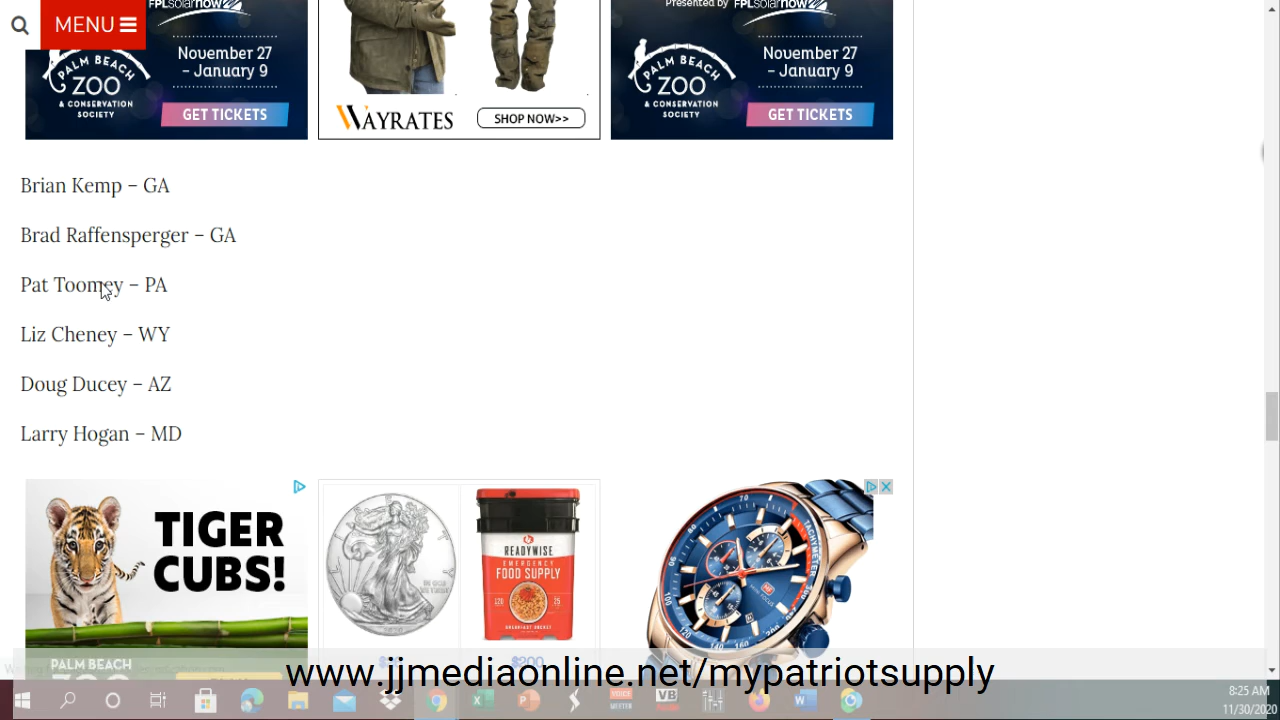 FPLSOLARNOW
Presented by FPLSOLARNOW
MENU
November 27
– January 9
PALM BEACH
ZOO
& CONSERVATION
SOCIETY
GET TICKETS
WAYRATES
SHOP NOW>>
November 27
– January 9
PALM BEACH
ZOO
& CONSERVATION
SOCIETY
GET TICKETS
Brian Kemp – GA
Brad Raffensperger – GA
Pat Toomey – PA
Liz Cheney – WY
Doug Ducey – AZ
Larry Hogan – MD
TIGER
CUBS!
PALM BEACH
READYWISE
EMERGENCY
FOOD SUPPLY
TACHYMETER
FOCUS
www.jjmediaonline.net/mypatriotsupply
8:25 AM
11/30/2020